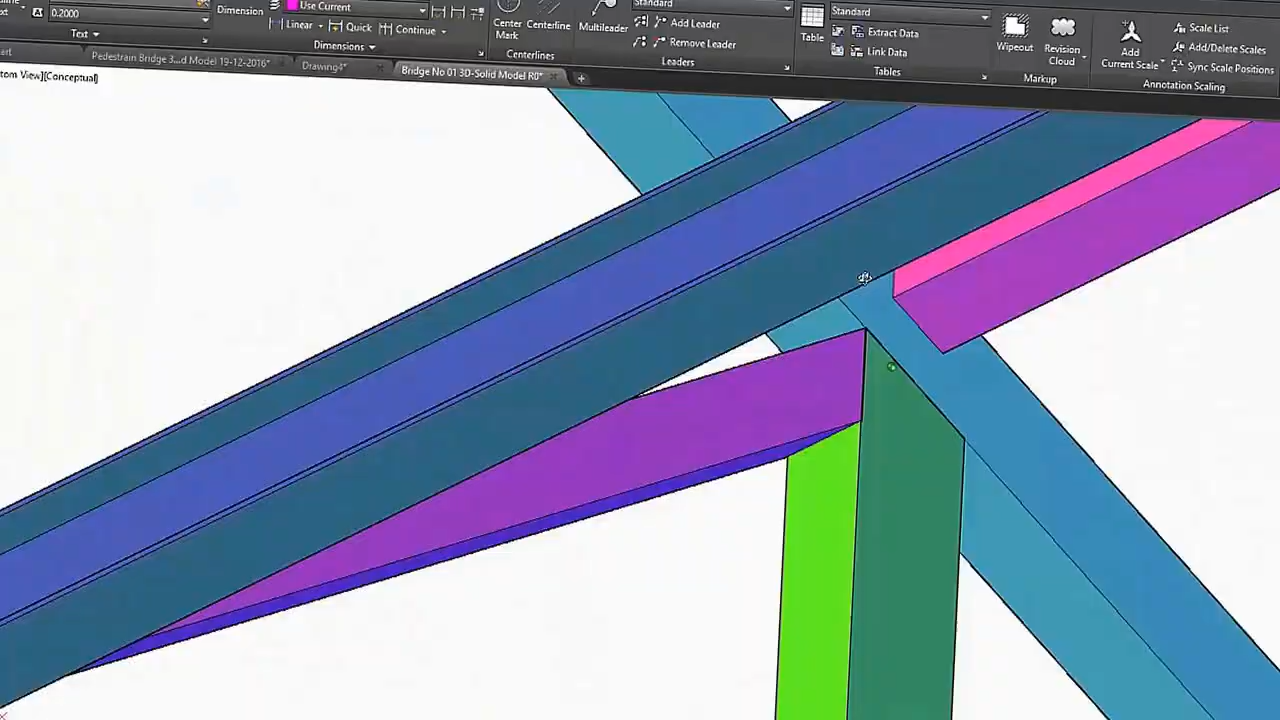 Use Current
Standard
0.2000
Dimension
Linear
Quick
Continue
Center
Mark
Centerline
Multileader
Add Leader
Remove Leader
Table
Standard
Extract Data
Link Data
Wipeout
Revision
Cloud
Add
Current Scale
Scale List
Add/Delete Scales
Sync Scale Positions
Text
Dimensions
Centerlines
Leaders
Tables
Markup
Annotation Scaling
Pedestrain Bridge 3...d Model 19-12-2016*
Drawing4*
Bridge No 01 3D-Solid Model R0*
tom View][Conceptual]